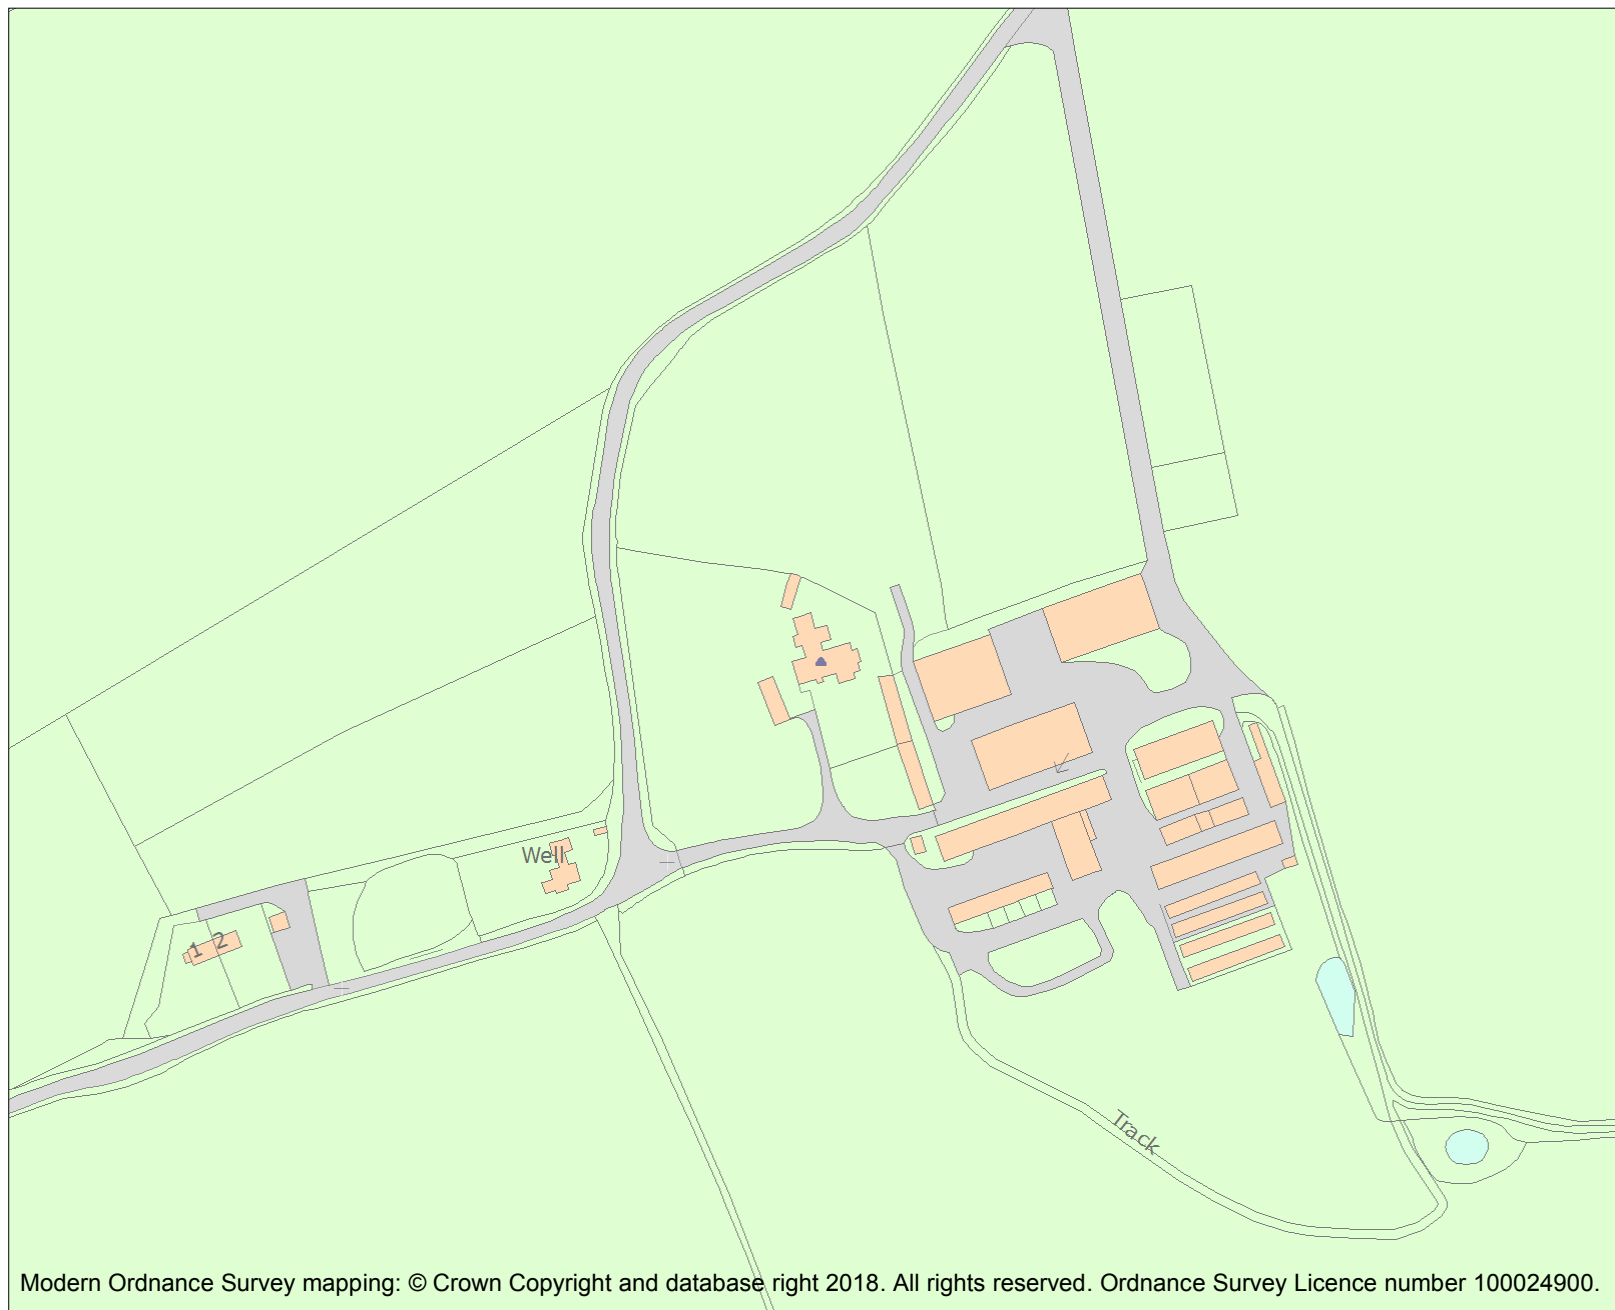 Well
1 2
Track
Modern Ordnance Survey mapping: © Crown Copyright and database right 2018. All rights reserved. Ordnance Survey Licence number 100024900.